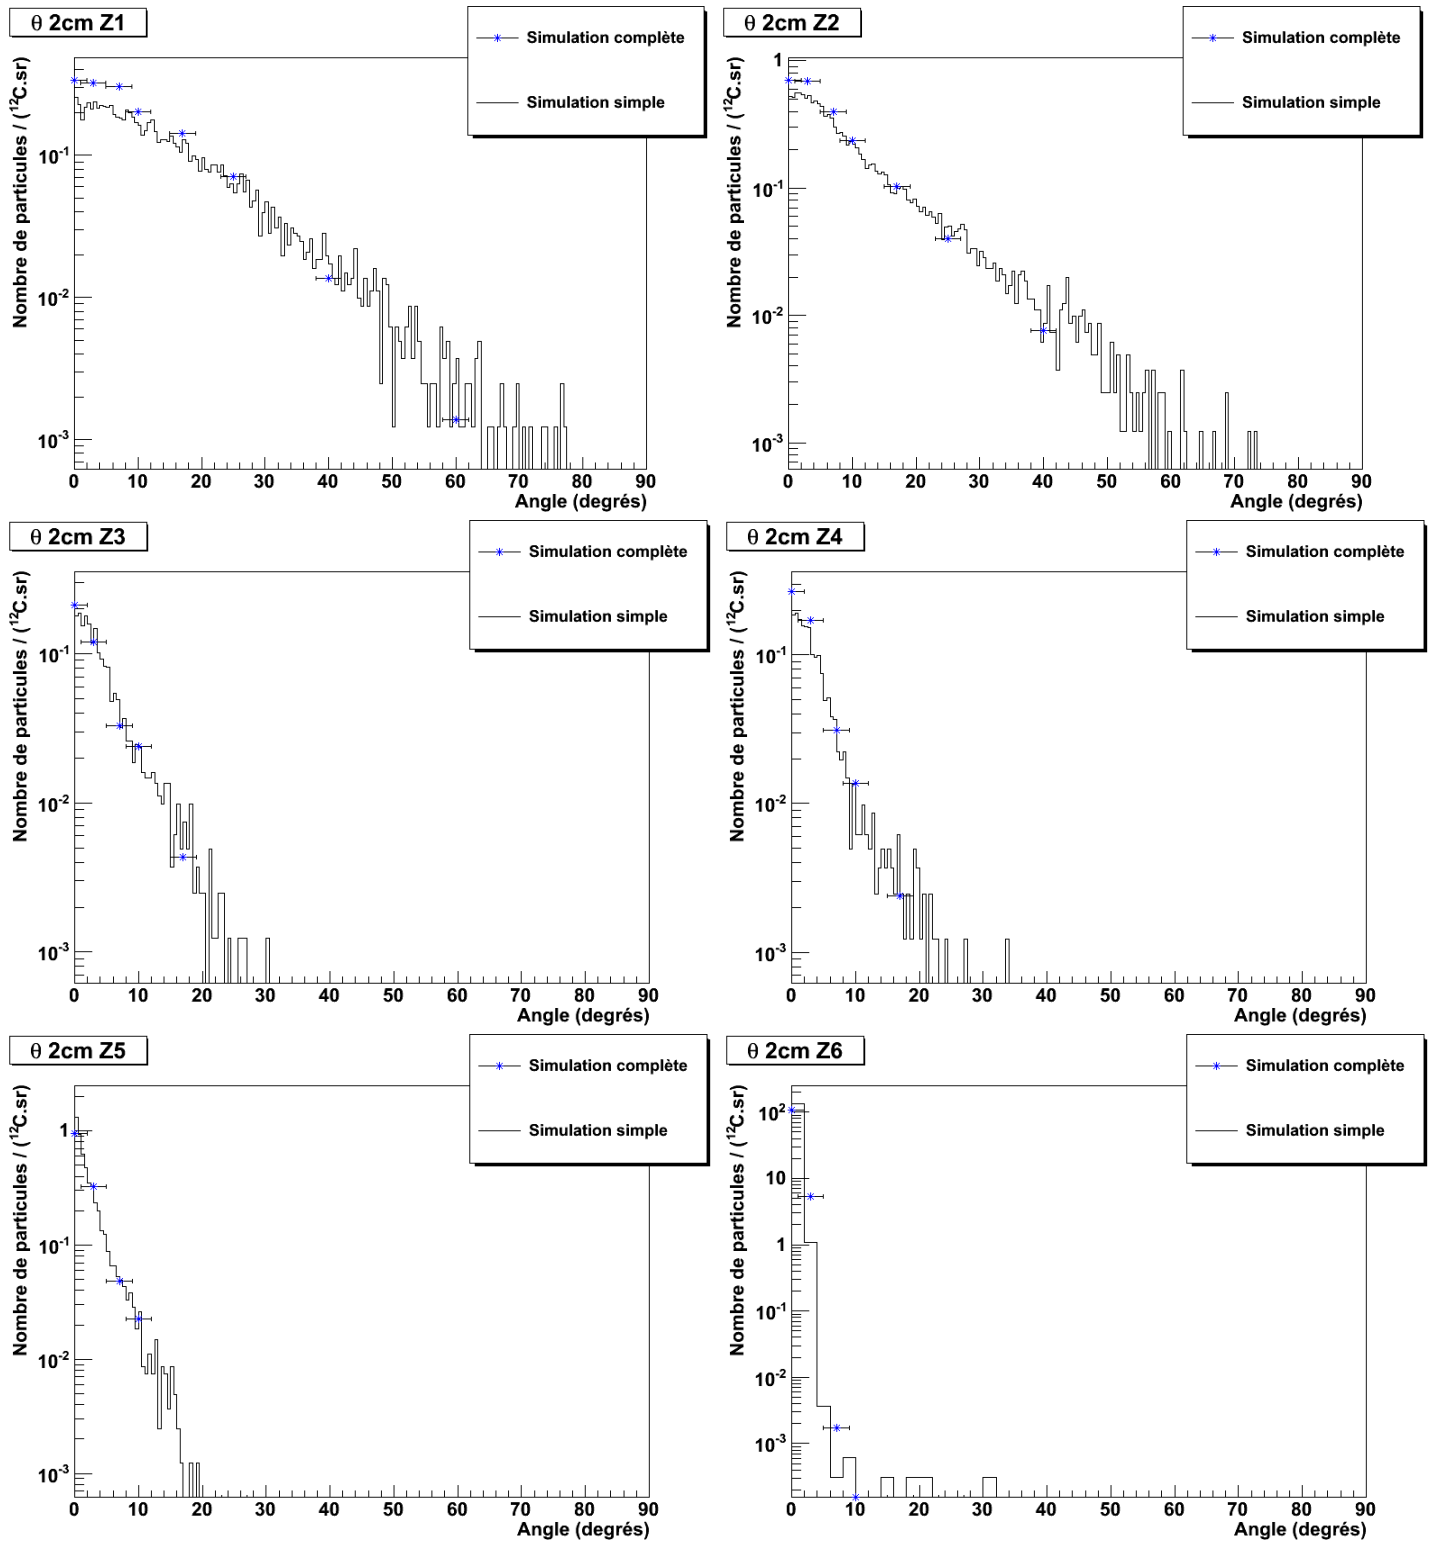 θ 2cm Z1
Simulation complète
Simulation simple
Nombre de particules / (¹²C.sr)
10⁻¹
10⁻²
10⁻³
0 10 20 30 40 50 60 70 80 90
Angle (degrés)
θ 2cm Z2
Simulation complète
Simulation simple
Nombre de particules / (¹²C.sr)
1
10⁻¹
10⁻²
10⁻³
0 10 20 30 40 50 60 70 80 90
Angle (degrés)
θ 2cm Z3
Simulation complète
Simulation simple
Nombre de particules / (¹²C.sr)
10⁻¹
10⁻²
10⁻³
0 10 20 30 40 50 60 70 80 90
Angle (degrés)
θ 2cm Z4
Simulation complète
Simulation simple
Nombre de particules / (¹²C.sr)
10⁻¹
10⁻²
10⁻³
0 10 20 30 40 50 60 70 80 90
Angle (degrés)
θ 2cm Z5
Simulation complète
Simulation simple
Nombre de particules / (¹²C.sr)
1
10⁻¹
10⁻²
10⁻³
0 10 20 30 40 50 60 70 80 90
Angle (degrés)
θ 2cm Z6
Simulation complète
Simulation simple
Nombre de particules / (¹²C.sr)
10²
10
1
10⁻¹
10⁻²
10⁻³
0 10 20 30 40 50 60 70 80 90
Angle (degrés)